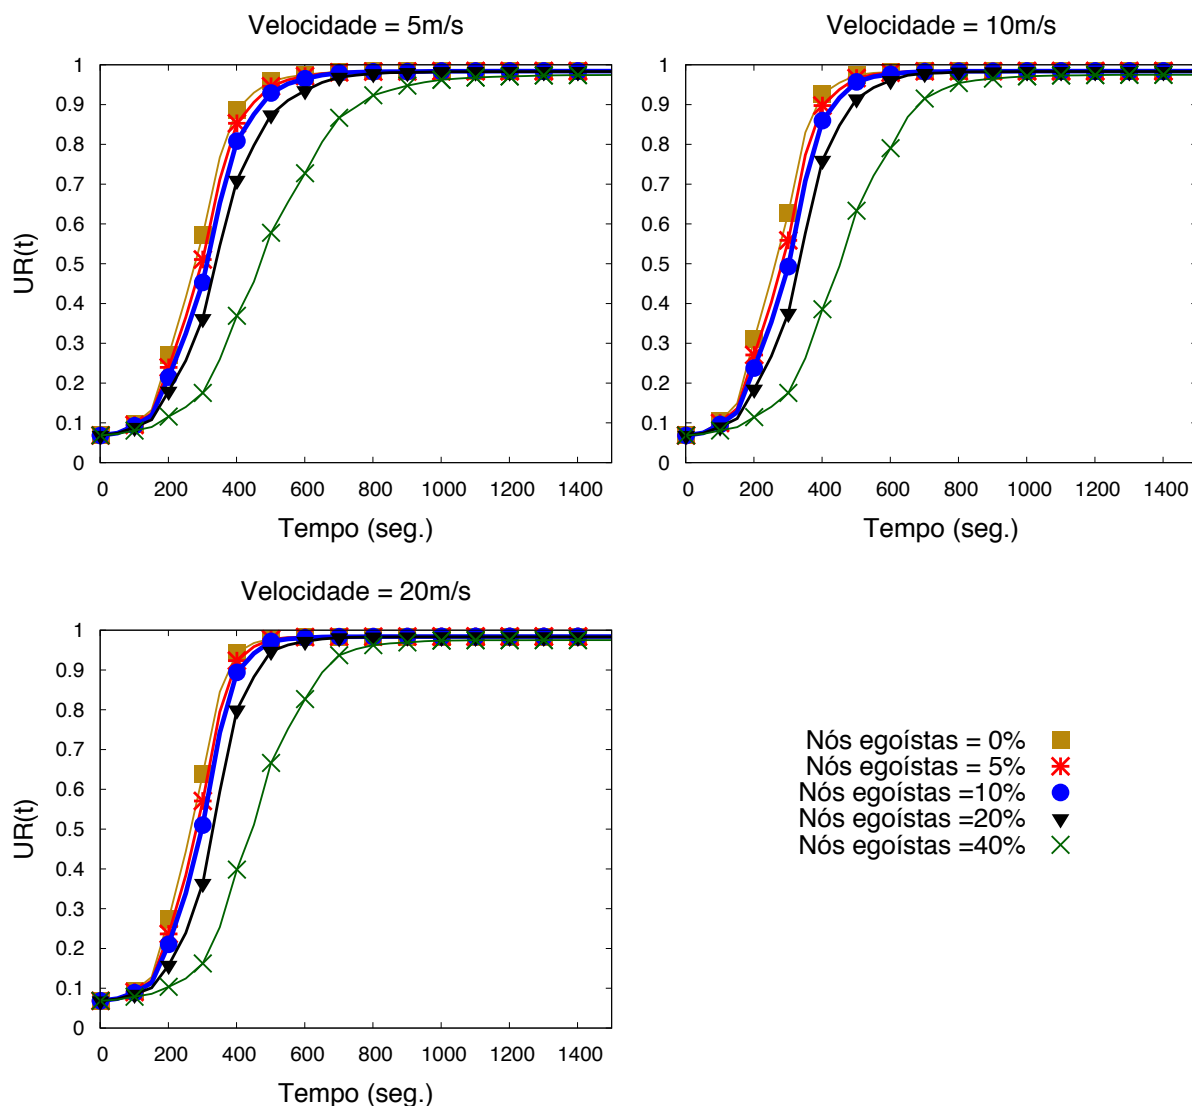 Velocidade = 5m/s
UR(t)
1
0.9
0.8
0.7
0.6
0.5
0.4
0.3
0.2
0.1
0
0 200 400 600 800 1000 1200 1400
Tempo (seg.)
Velocidade = 10m/s
1
0.9
0.8
0.7
0.6
0.5
0.4
0.3
0.2
0.1
0
0 200 400 600 800 1000 1200 1400
Tempo (seg.)
Velocidade = 20m/s
UR(t)
1
0.9
0.8
0.7
0.6
0.5
0.4
0.3
0.2
0.1
0
0 200 400 600 800 1000 1200 1400
Tempo (seg.)
Nós egoístas = 0%
Nós egoístas = 5%
Nós egoístas =10%
Nós egoístas =20%
Nós egoístas =40%